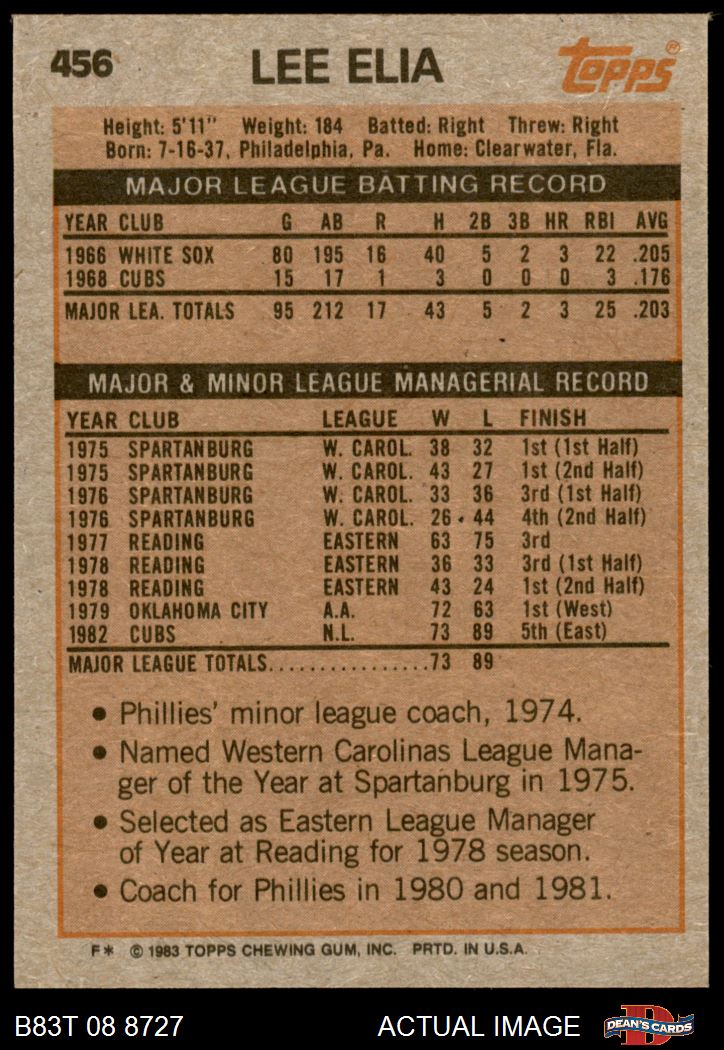 456 LEE ELIA Topps®
Height: 5'11" Weight: 184 Batted: Right Threw: Right
Born: 7-16-37, Philadelphia, Pa. Home: Clearwater, Fla.
MAJOR LEAGUE BATTING RECORD
YEAR CLUB G AB R H 2B 3B HR RBI AVG
1966 WHITE SOX 80 195 16 40 5 2 3 22 .205
1968 CUBS 15 17 1 3 0 0 0 3 .176
MAJOR LEA. TOTALS 95 212 17 43 5 2 3 25 .203
MAJOR & MINOR LEAGUE MANAGERIAL RECORD
YEAR CLUB LEAGUE W L FINISH
1975 SPARTANBURG W. CAROL. 38 32 1st (1st Half)
1975 SPARTANBURG W. CAROL. 43 27 1st (2nd Half)
1976 SPARTANBURG W. CAROL. 33 36 3rd (1st Half)
1976 SPARTANBURG W. CAROL. 26 44 4th (2nd Half)
1977 READING EASTERN 63 75 3rd
1978 READING EASTERN 36 33 3rd (1st Half)
1978 READING EASTERN 43 24 1st (2nd Half)
1979 OKLAHOMA CITY A.A. 72 63 1st (West)
1982 CUBS N.L. 73 89 5th (East)
MAJOR LEAGUE TOTALS................73 89
• Phillies' minor league coach, 1974.
• Named Western Carolinas League Mana-
ger of the Year at Spartanburg in 1975.
• Selected as Eastern League Manager
of Year at Reading for 1978 season.
• Coach for Phillies in 1980 and 1981.
F* © 1983 TOPPS CHEWING GUM, INC. PRTD. IN U.S.A.
B83T 08 8727 ACTUAL IMAGE D DEAN'S CARDS